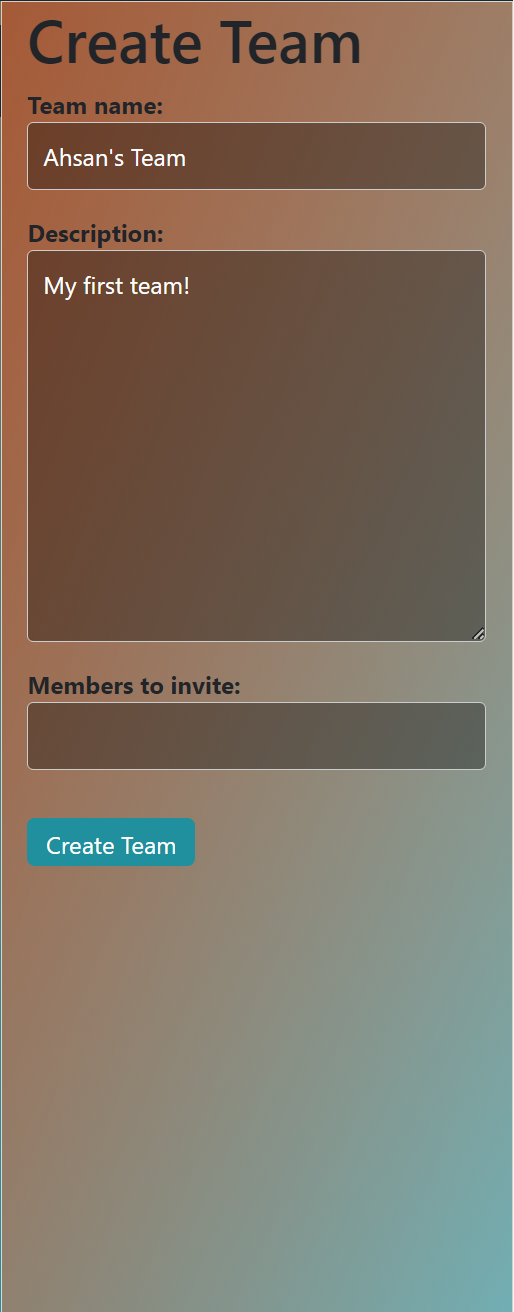 Create Team
Team name:
Ahsan's Team
Description:
My first team!
Members to invite:
Create Team